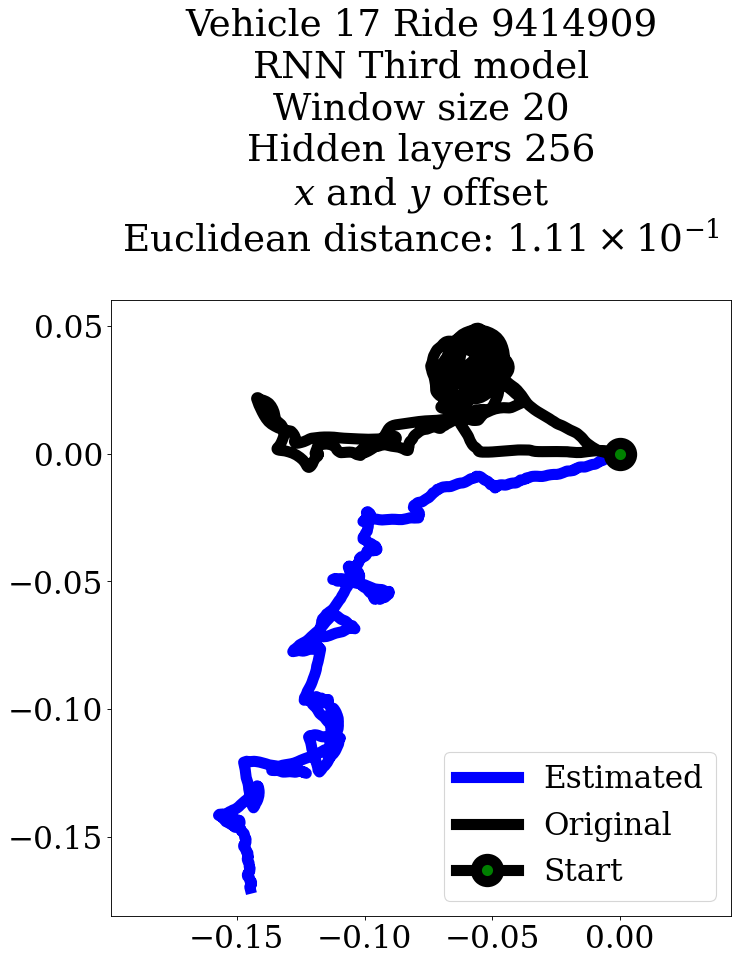 Vehicle 17 Ride 9414909
RNN Third model
Window size 20
Hidden layers 256
x and y offset
Euclidean distance: 1.11 × 10⁻¹
0.05
0.00
−0.05
−0.10
−0.15
Estimated
Original
Start
−0.15 −0.10 −0.05 0.00